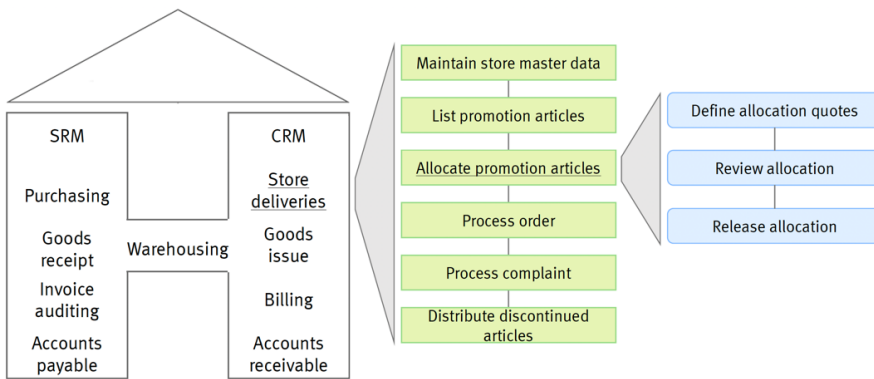 SRM
Purchasing
Goods
receipt
Invoice
auditing
Accounts
payable
Warehousing
CRM
Store
deliveries
Goods
issue
Billing
Accounts
receivable
Maintain store master data
List promotion articles
Allocate promotion articles
Process order
Process complaint
Distribute discontinued
articles
Define allocation quotes
Review allocation
Release allocation